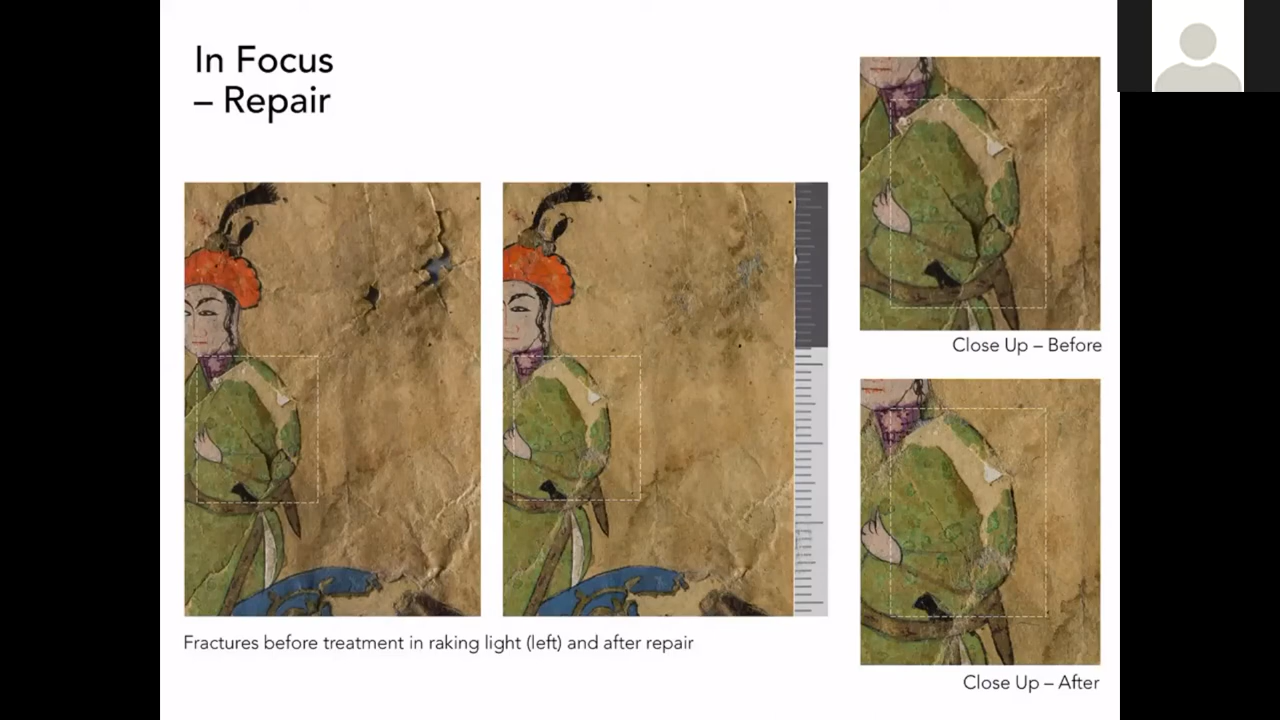 In Focus
– Repair
Fractures before treatment in raking light (left) and after repair
Close Up – Before
Close Up – After